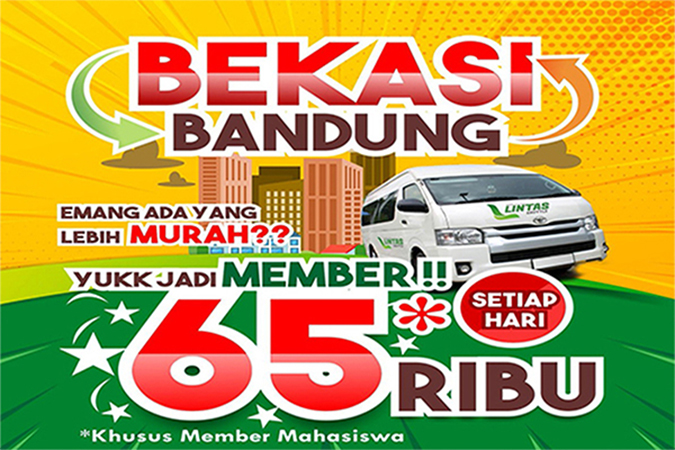 BEKASI
BANDUNG
EMANG ADA YANG
LEBIH MURAH??
LINTAS
YUKK JADI MEMBER !!
65* RIBU
SETIAP
HARI
*Khusus Member Mahasiswa